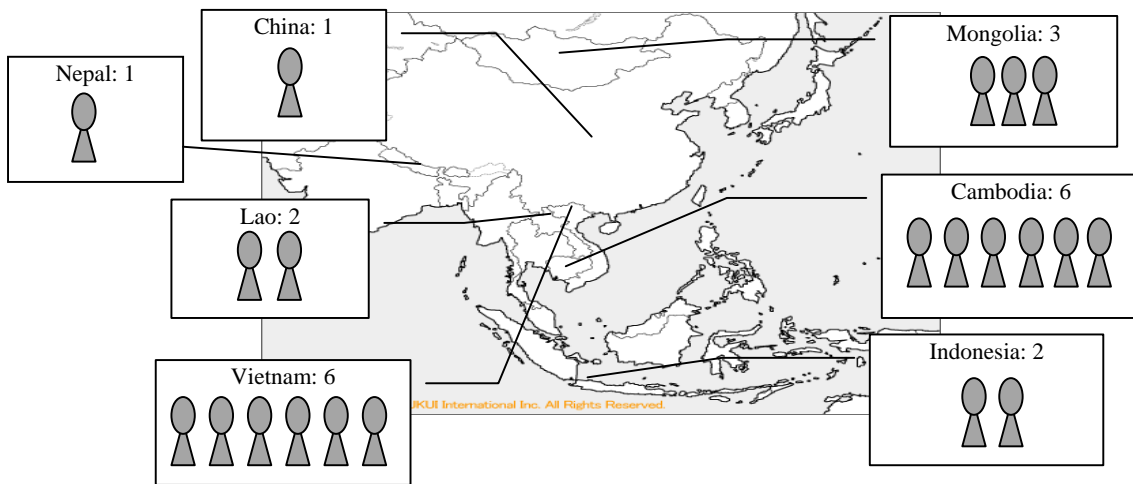 China: 1
Mongolia: 3
Nepal: 1
Lao: 2
Cambodia: 6
Vietnam: 6
Indonesia: 2
International Inc. All Rights Reserved.